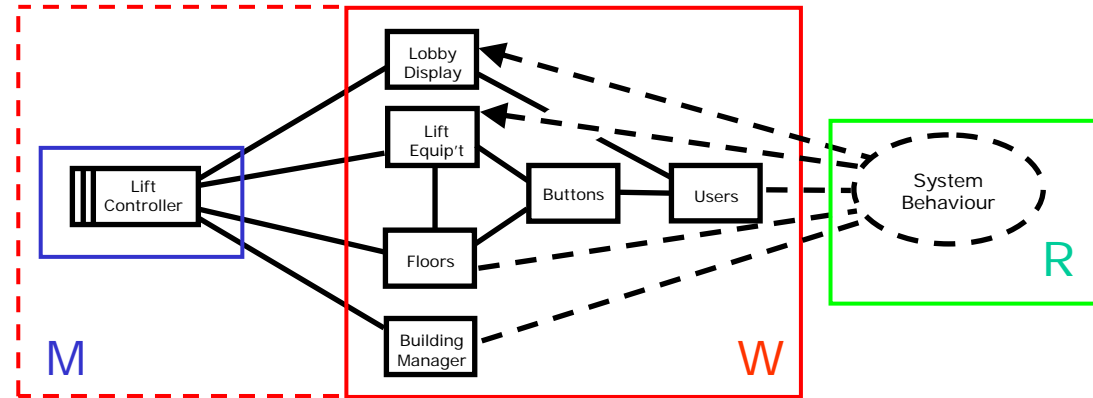 Lobby
Display
Lift
Equip't
Lift
Controller
Buttons
Users
System
Behaviour
Floors
Building
Manager
M
W
R